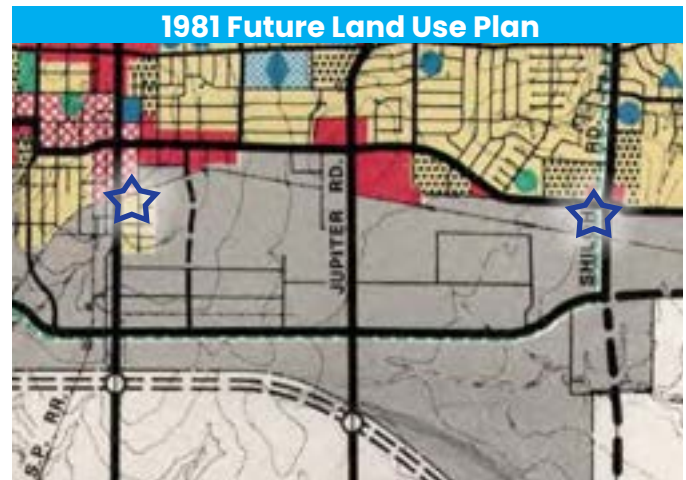 1981 Future Land Use Plan
JUPITER RD.
SHILOH RD.
S.P. RR.